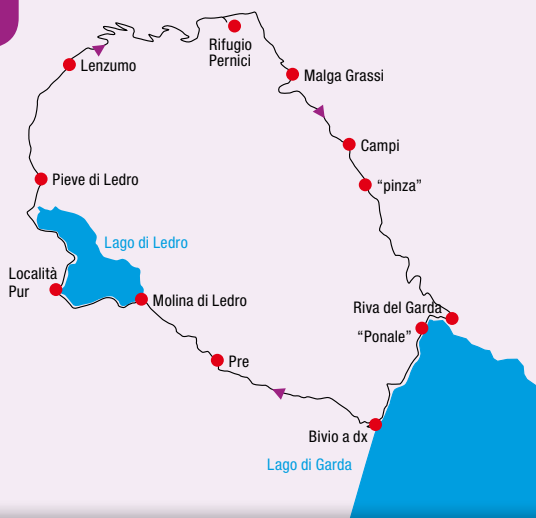 Rifugio
Pernici
Lenzumo
Malga Grassi
Campi
Pieve di Ledro
“pinza”
Lago di Ledro
Località
Pur
Molina di Ledro
Riva del Garda
“Ponale”
Pre
Bivio a dx
Lago di Garda